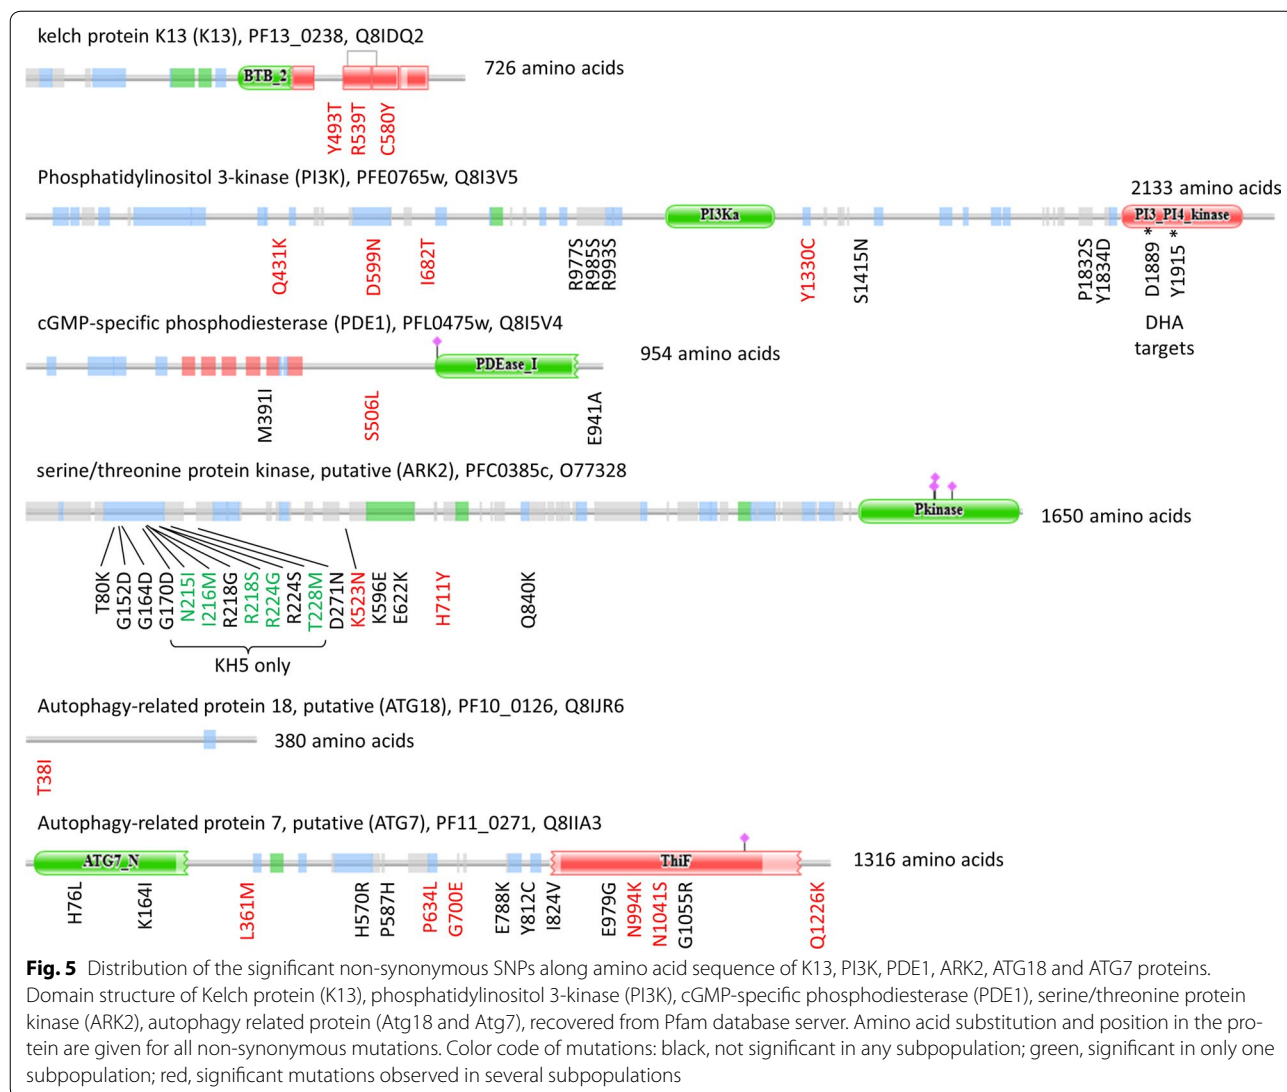 kelch protein K13 (K13), PF13_0238, Q8IDQ2
BTB_2
726 amino acids
Y493T
R539T
C580Y
Phosphatidylinositol 3-kinase (PI3K), PFE0765w, Q8I3V5
2133 amino acids
PI3Ka
PI3_PI4_kinase
* *
Q431K
D599N
I682T
R977S
R985S
R993S
Y1330C
S1415N
P1832S
Y1834D
D1889
Y1915
DHA
targets
cGMP-specific phosphodiesterase (PDE1), PFL0475w, Q8I5V4
954 amino acids
PDEase_I
M391I
S506L
E941A
serine/threonine protein kinase, putative (ARK2), PFC0385c, O77328
Pkinase
1650 amino acids
T80K
G152D
G164D
G170D
N215I
I216M
R218G
R218S
R224G
R224S
T228M
D271N
K523N
K596E
E622K
H711Y
Q840K
KH5 only
Autophagy-related protein 18, putative (ATG18), PF10_0126, Q8IJR6
380 amino acids
T38I
Autophagy-related protein 7, putative (ATG7), PF11_0271, Q8IIA3
ATG7_N
ThiF
1316 amino acids
H76L
K164I
L361M
H570R
P587H
P634L
G700E
E788K
Y812C
I824V
E979G
N994K
N1041S
G1055R
Q1226K
Fig. 5 Distribution of the significant non-synonymous SNPs along amino acid sequence of K13, PI3K, PDE1, ARK2, ATG18 and ATG7 proteins.
Domain structure of Kelch protein (K13), phosphatidylinositol 3-kinase (PI3K), cGMP-specific phosphodiesterase (PDE1), serine/threonine protein
kinase (ARK2), autophagy related protein (Atg18 and Atg7), recovered from Pfam database server. Amino acid substitution and position in the pro-
tein are given for all non-synonymous mutations. Color code of mutations: black, not significant in any subpopulation; green, significant in only one
subpopulation; red, significant mutations observed in several subpopulations